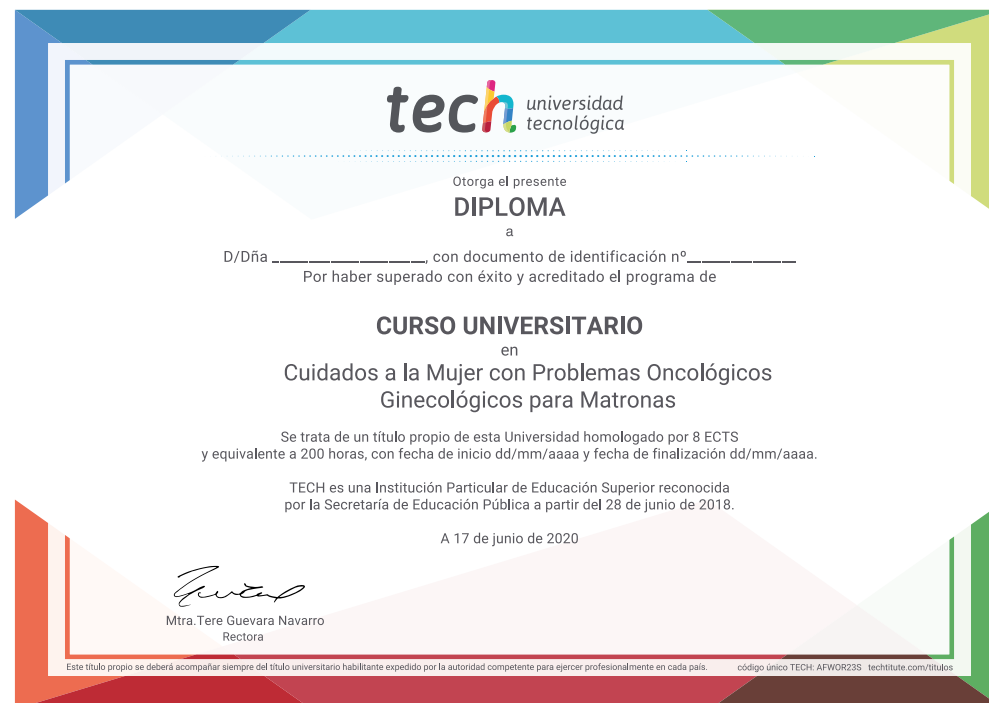 tech universidad
tecnológica
Otorga el presente
DIPLOMA
a
D/Dña ____________________, con documento de identificación nº______________
Por haber superado con éxito y acreditado el programa de
CURSO UNIVERSITARIO
en
Cuidados a la Mujer con Problemas Oncológicos
Ginecológicos para Matronas
Se trata de un título propio de esta Universidad homologado por 8 ECTS
y equivalente a 200 horas, con fecha de inicio dd/mm/aaaa y fecha de finalización dd/mm/aaaa.
TECH es una Institución Particular de Educación Superior reconocida
por la Secretaría de Educación Pública a partir del 28 de junio de 2018.
A 17 de junio de 2020
Mtra.Tere Guevara Navarro
Rectora
Este título propio se deberá acompañar siempre del título universitario habilitante expedido por la autoridad competente para ejercer profesionalmente en cada país. código único TECH: AFWOR23S techtitute.com/titulos